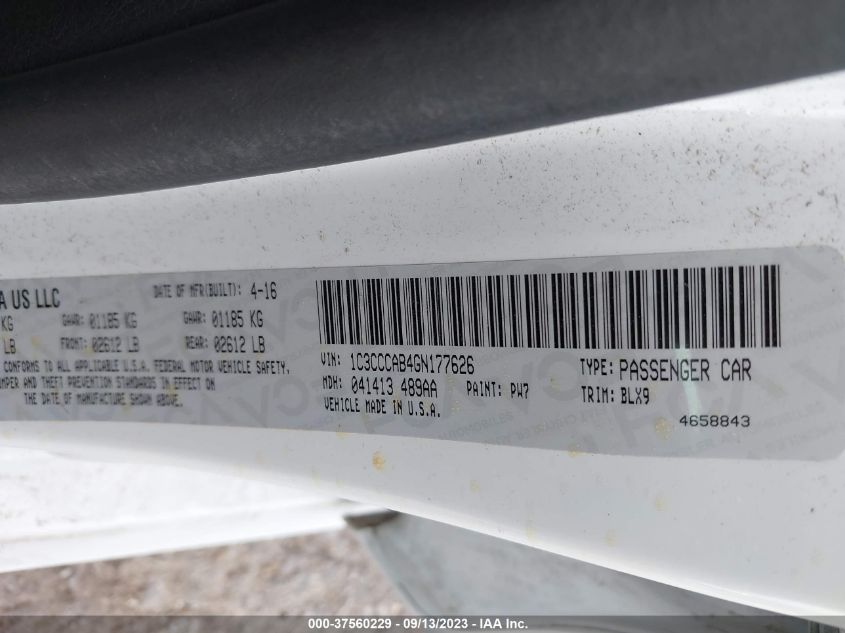 A US LLC
DATE OF MFR(BUILT): 4-16
KG GAWR: 01185 KG GAWR: 01185 KG
LB FRONT: 02612 LB REAR: 02612 LB
CONFORMS TO ALL APPLICABLE U.S.A. FEDERAL MOTOR VEHICLE SAFETY,
UMPER AND THEFT PREVENTION STANDARDS IN EFFECT ON
THE DATE OF MANUFACTURE SHOWN ABOVE.
VIN: 1C3CCCAB4GN177626 TYPE: PASSENGER CAR
MDH: 041413 489AA PAINT: PW7 TRIM: BLX9
VEHICLE MADE IN U.S.A.
4658843
000-37560229 - 09/13/2023 - IAA Inc.